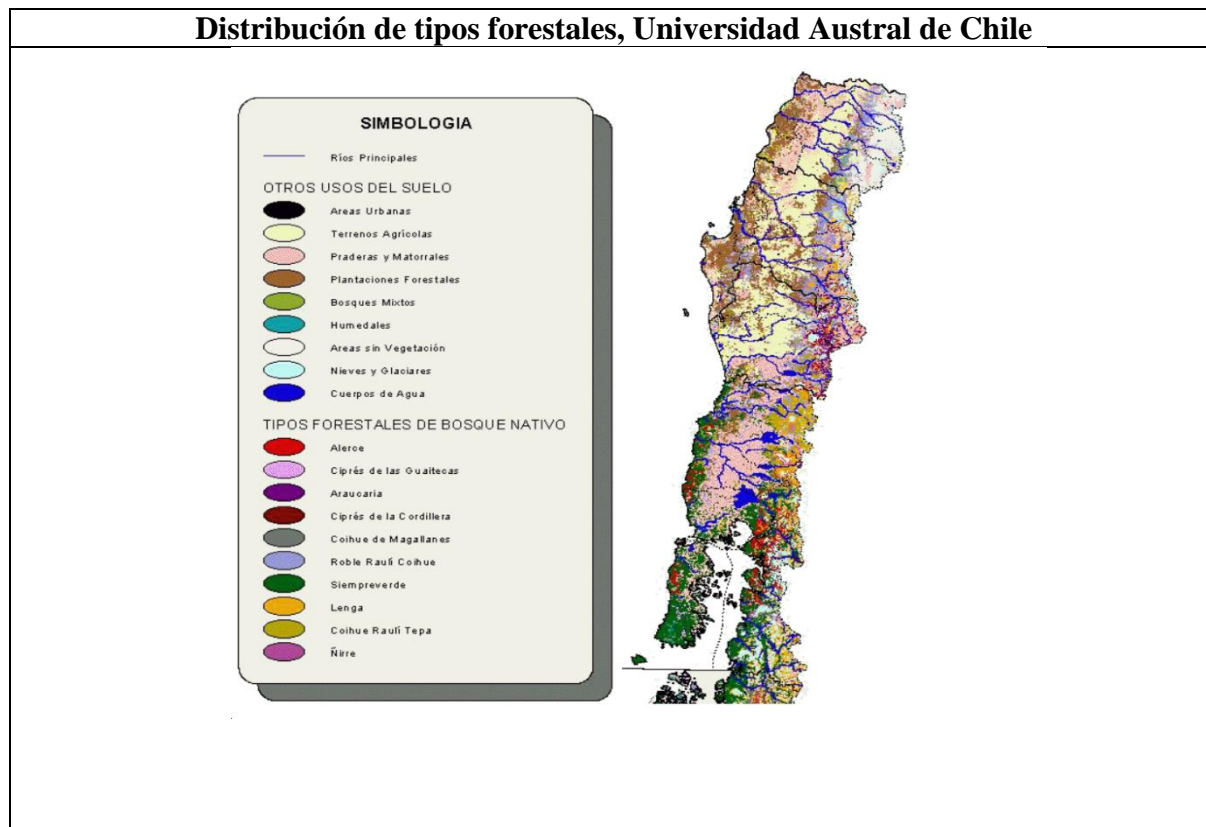 Distribución de tipos forestales, Universidad Austral de Chile
SIMBOLOGIA
Ríos Principales
OTROS USOS DEL SUELO
Areas Urbanas
Terrenos Agrícolas
Praderas y Matorrales
Plantaciones Forestales
Bosques Mixtos
Humedales
Areas sin Vegetación
Nieves y Glaciares
Cuerpos de Agua
TIPOS FORESTALES DE BOSQUE NATIVO
Alerce
Ciprés de las Guaitecas
Araucaria
Ciprés de la Cordillera
Coihue de Magallanes
Roble Raulí Coihue
Siempreverde
Lenga
Coihue Raulí Tepa
Ñirre